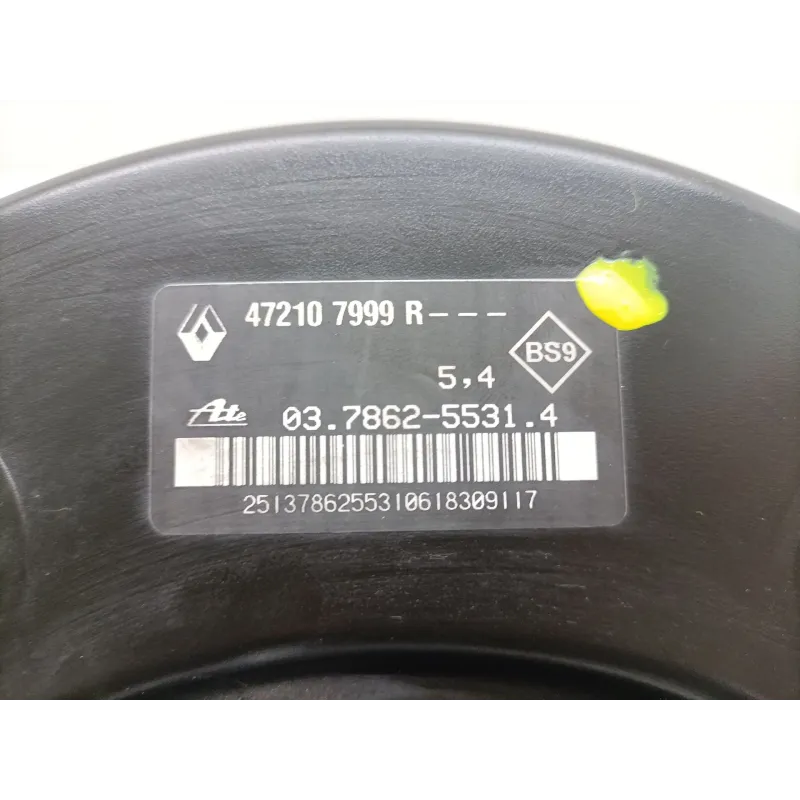 47210 7999 R---
BS9
5,4
Ate 03.7862-5531.4
2513786255310618309117